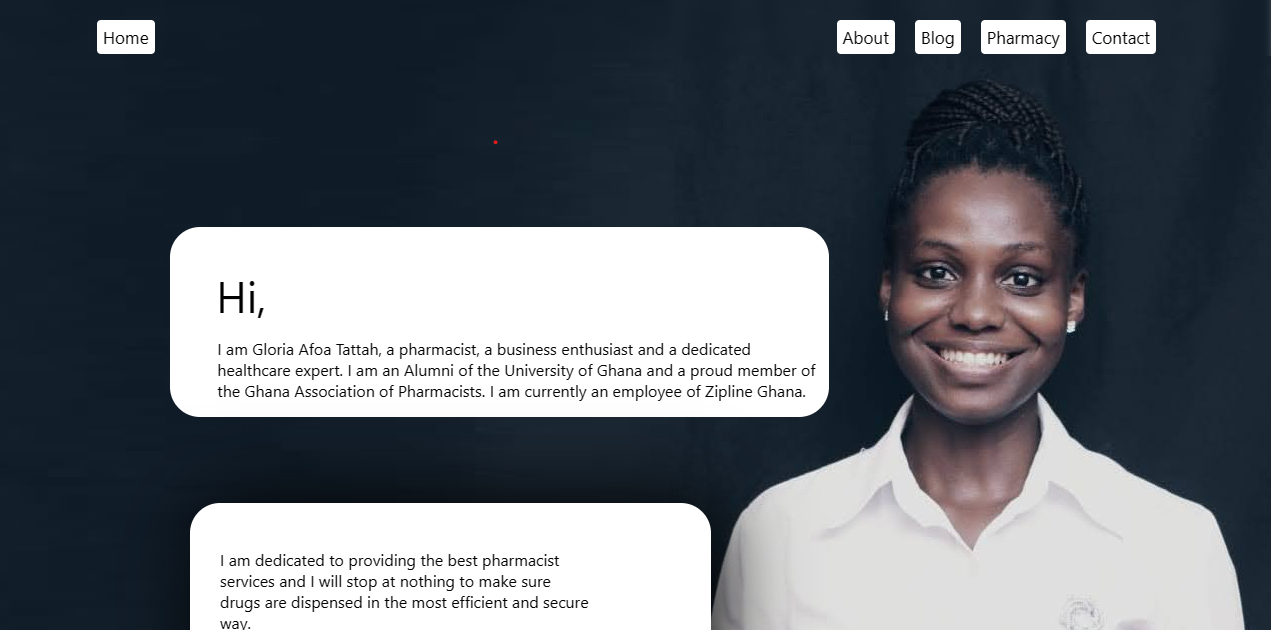 Home
About Blog Pharmacy Contact
Hi,
I am Gloria Afoa Tattah, a pharmacist, a business enthusiast and a dedicated
healthcare expert. I am an Alumni of the University of Ghana and a proud member of
the Ghana Association of Pharmacists. I am currently an employee of Zipline Ghana.
I am dedicated to providing the best pharmacist
services and I will stop at nothing to make sure
drugs are dispensed in the most efficient and secure
way.